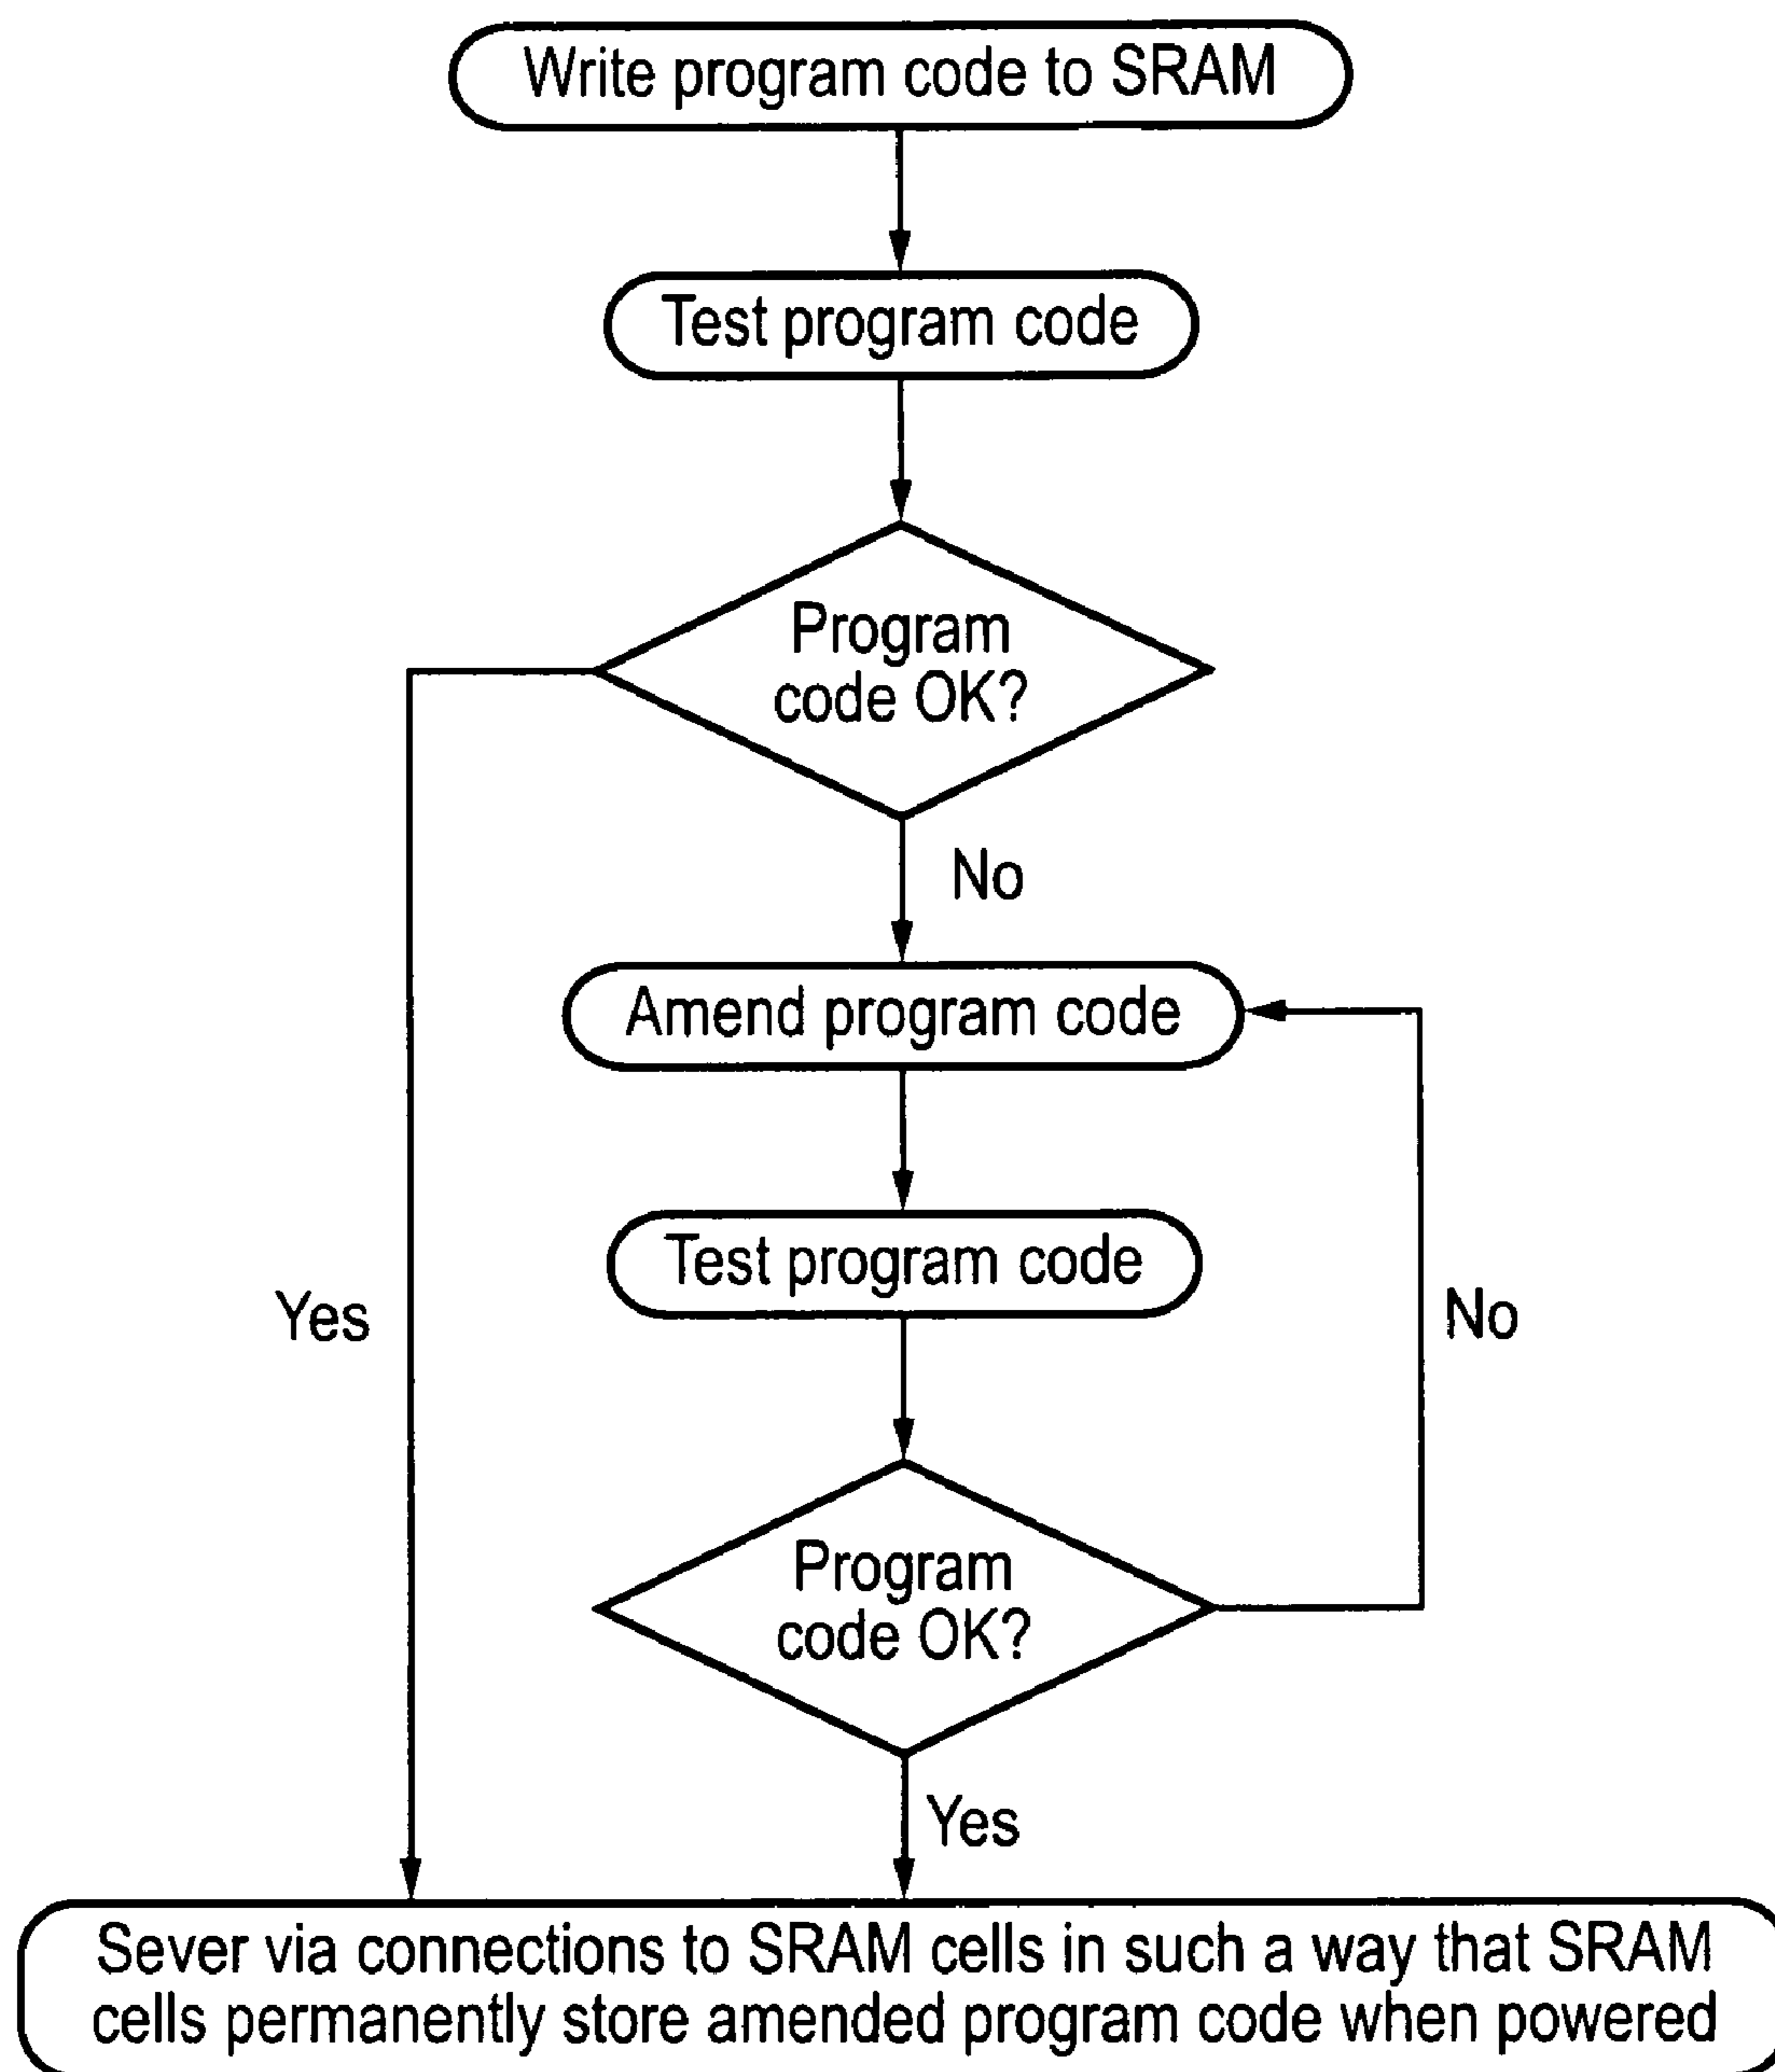 Write program code to SRAM
Test program code
Program
code OK?
No
Amend program code
Test program code
Yes
No
Program
code OK?
Yes
Sever via connections to SRAM cells in such a way that SRAM
cells permanently store amended program code when powered